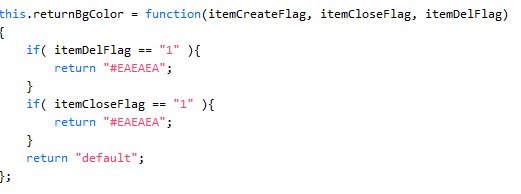 this.returnBgColor = function(itemCreateFlag, itemCloseFlag, itemDelFlag)
{
    if( itemDelFlag == "1" ){
        return "#EAEAEA";
    }
    if( itemCloseFlag == "1" ){
        return "#EAEAEA";
    }
    return "default";
};